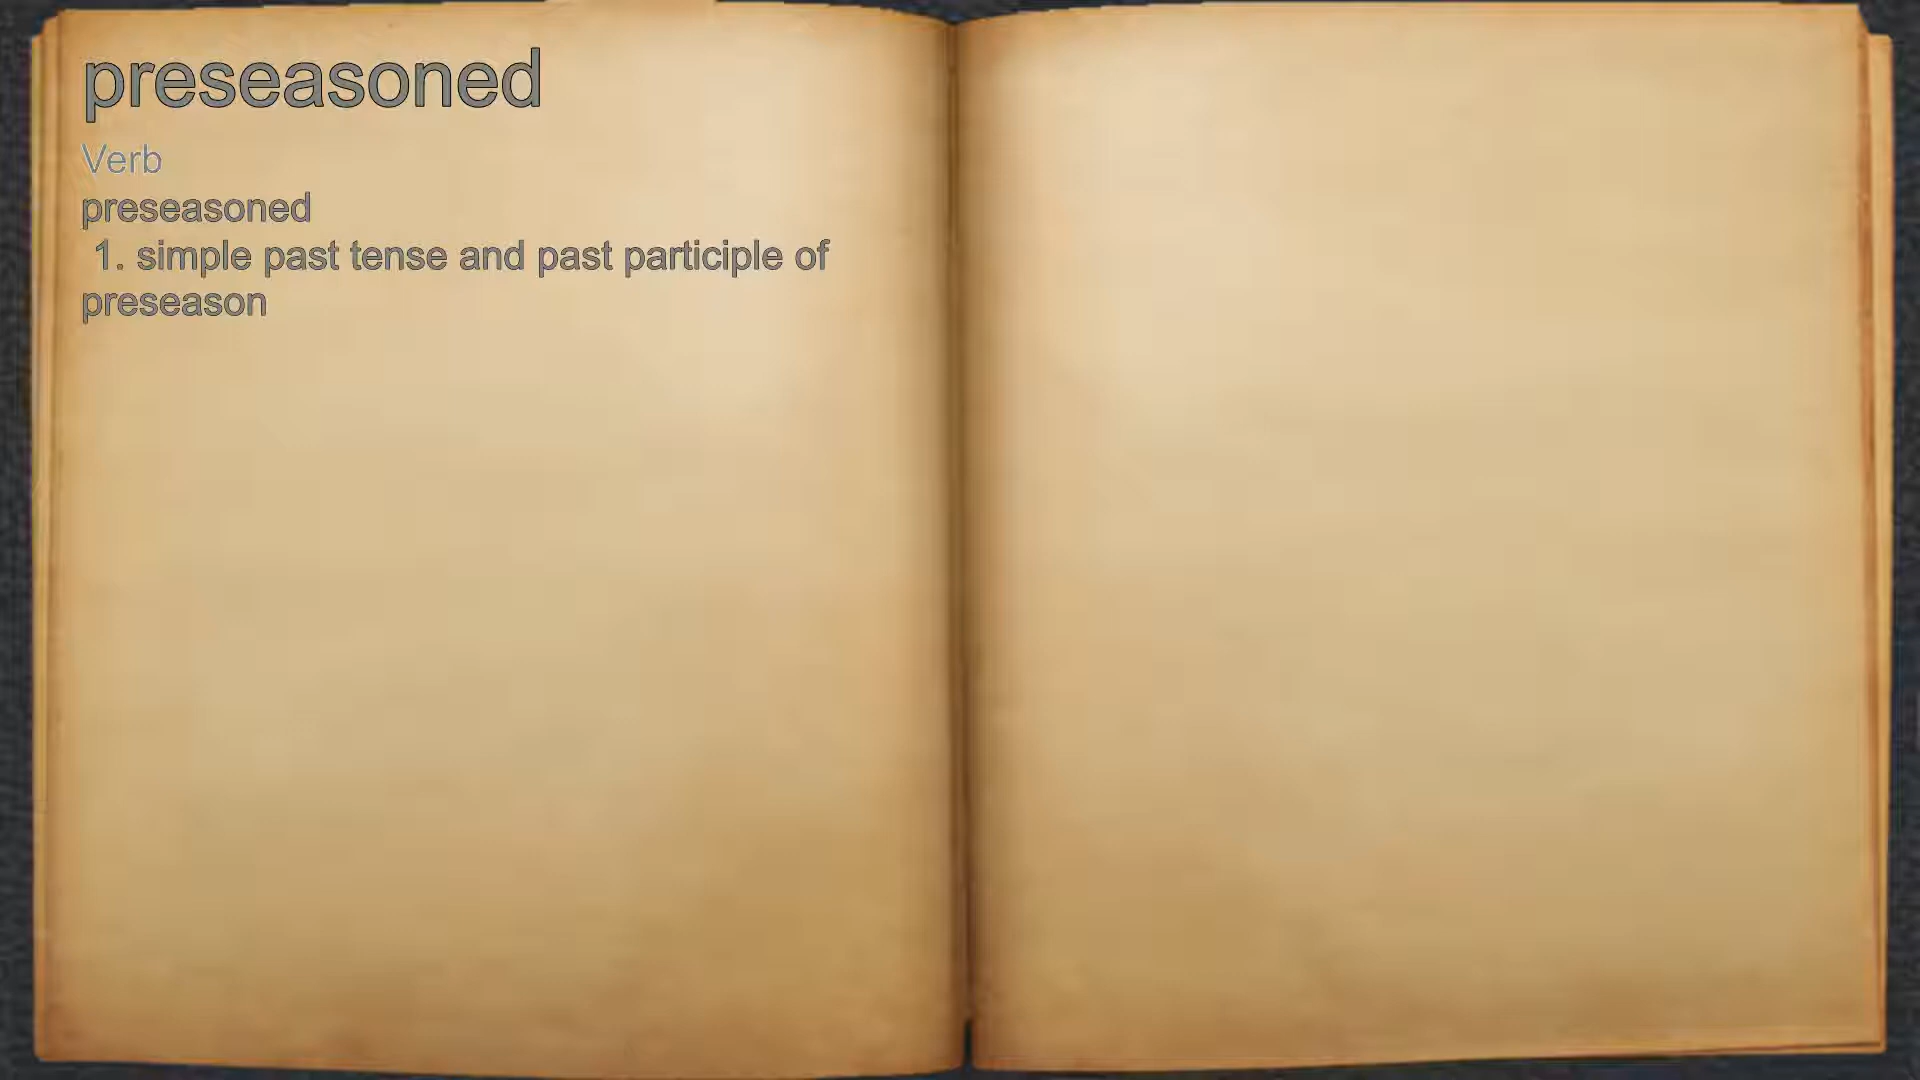 preseasoned
Verb
preseasoned
1. simple past tense and past participle of
preseason